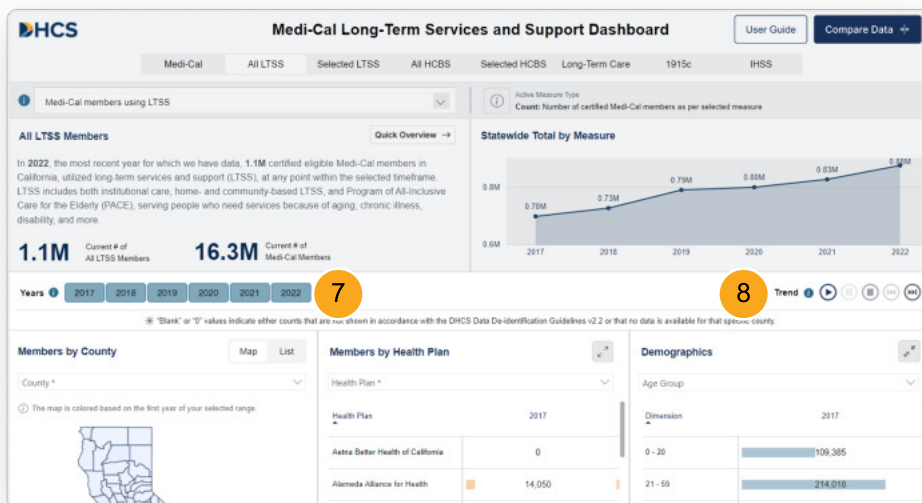 DHCS
Medi-Cal Long-Term Services and Support Dashboard
User Guide
Compare Data
Medi-Cal
All LTSS
Selected LTSS
All HCBS
Selected HCBS
Long-Term Care
1915c
IHSS
Medi-Cal members using LTSS
Active Measure Type
Count: Number of certified Medi-Cal members as per selected measure
All LTSS Members
Quick Overview →
In 2022, the most recent year for which we have data, 1.1M certified eligible Medi-Cal members in
California, utilized long-term services and support (LTSS), at any point within the selected timeframe.
LTSS includes both institutional care, home- and community-based LTSS, and Program of All-Inclusive
Care for the Elderly (PACE), serving people who need services because of aging, chronic illness,
disability, and more.
1.1M
Current # of
All LTSS Members
16.3M
Current # of
Medi-Cal Members
Statewide Total by Measure
0.8M
0.6M
0.70M
0.73M
0.79M
0.80M
0.83M
0.88M
2017
2018
2019
2020
2021
2022
Years
2017
2018
2019
2020
2021
2022
7
8
Trend
"Blank" or "0" values indicate either counts that are not shown in accordance with the DHCS Data De-identification Guidelines v2.2 or that no data is available for that specific county.
Members by County
Map
List
County *
The map is colored based on the first year of your selected range.
Members by Health Plan
Health Plan *
Health Plan
2017
Aetna Better Health of California
0
Alameda Alliance for Health
14,050
Demographics
Age Group
Dimension
2017
0 - 20
109,385
21 - 59
214,018